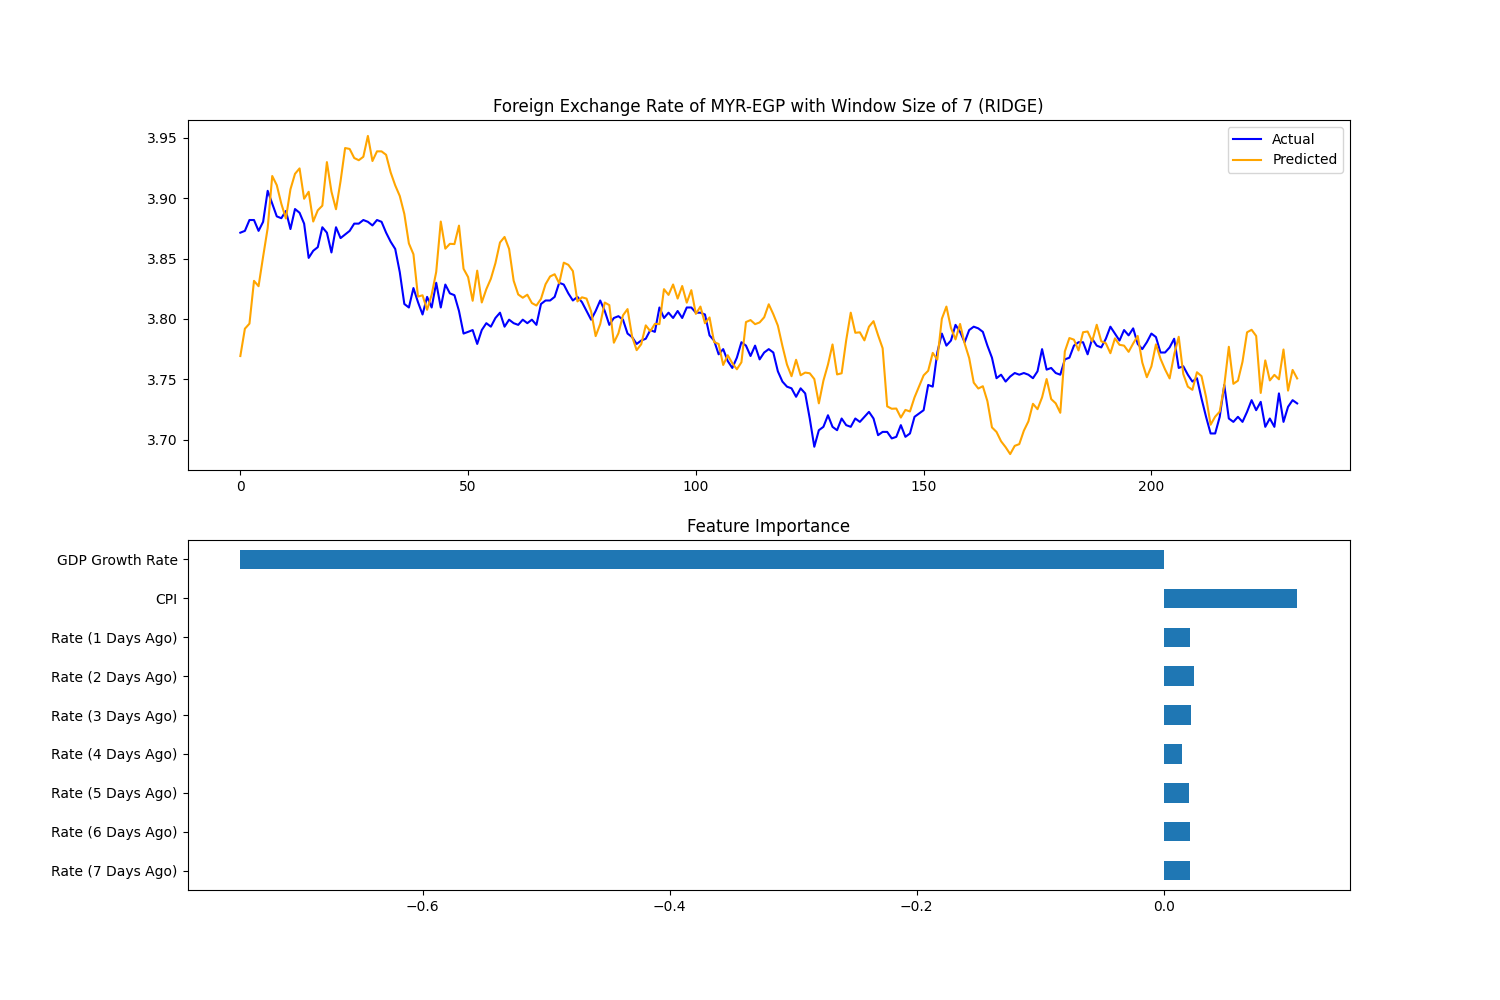 Foreign Exchange Rate of MYR-EGP with Window Size of 7 (RIDGE)
Actual
Predicted
3.95
3.90
3.85
3.80
3.75
3.70
0 50 100 150 200
Feature Importance
GDP Growth Rate
CPI
Rate (1 Days Ago)
Rate (2 Days Ago)
Rate (3 Days Ago)
Rate (4 Days Ago)
Rate (5 Days Ago)
Rate (6 Days Ago)
Rate (7 Days Ago)
−0.6 −0.4 −0.2 0.0